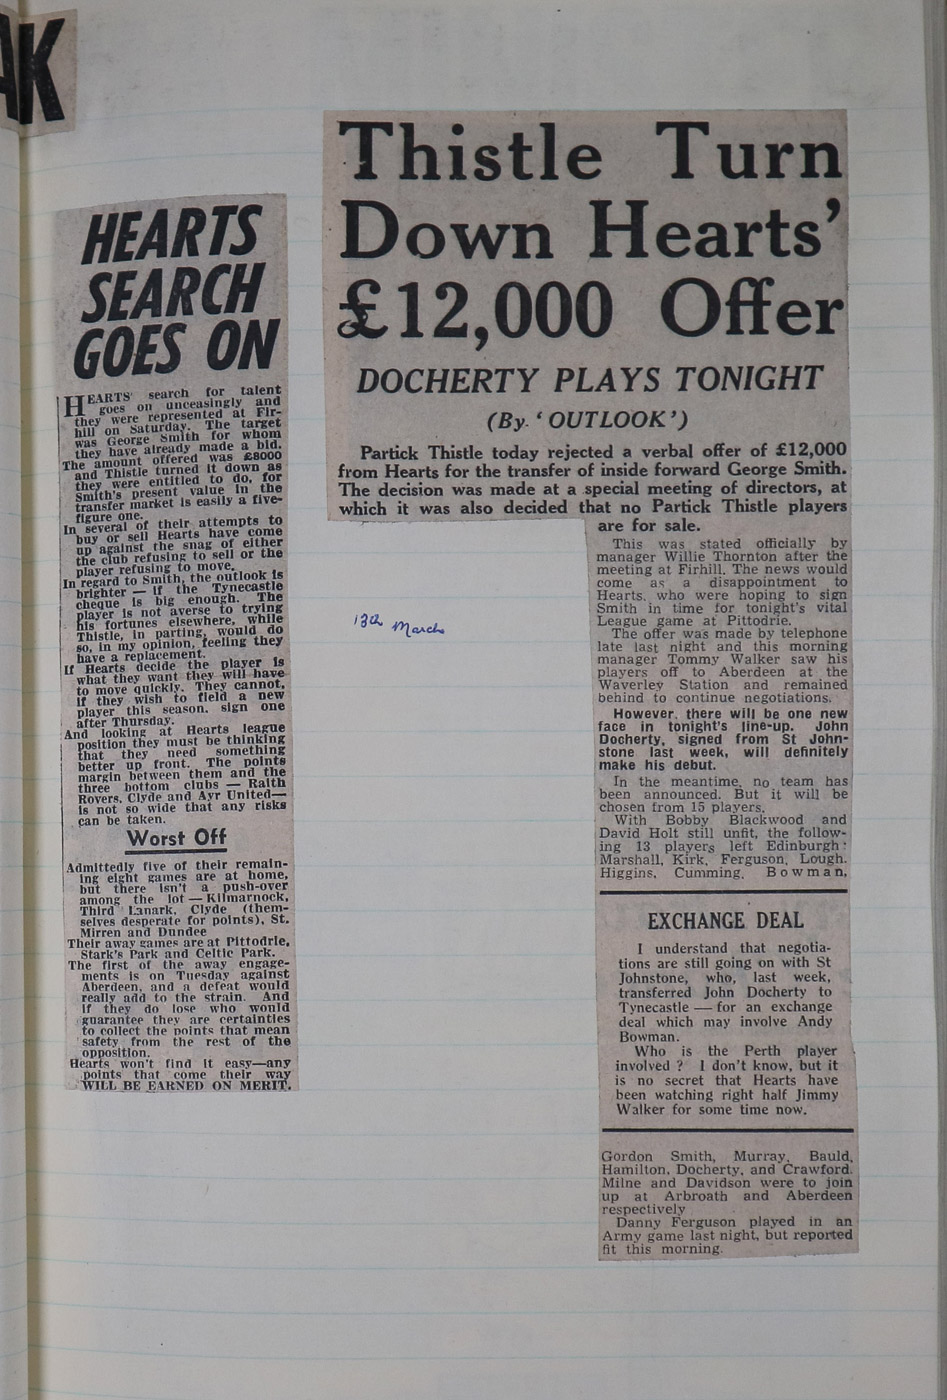 AK
HEARTS
SEARCH
GOES ON
HEARTS' search for talent
goes on unceasingly and
they were represented at Fir-
hill on Saturday. The target
was George Smith for whom
they have already made a bid.
The amount offered was £8000
and Thistle turned it down as
they were entitled to do, for
Smith's present value in the
transfer market is easily a five-
figure one.
In several of their attempts to
buy or sell Hearts have come
up against the snag of either
the club refusing to sell or the
player refusing to move.
In regard to Smith, the outlook is
brighter — if the Tynecastle
cheque is big enough. The
player is not averse to trying
his fortunes elsewhere, while
Thistle, in parting, would do
so, in my opinion, feeling they
have a replacement.
If Hearts decide the player is
what they want they will have
to move quickly. They cannot,
if they wish to field a new
player this season, sign one
after Thursday.
And looking at Hearts league
position they must be thinking
that they need something
better up front. The points
margin between them and the
three bottom clubs — Raith
Rovers, Clyde and Ayr United—
is not so wide that any risks
can be taken.
Worst Off
Admittedly five of their remain-
ing eight games are at home,
but there isn't a push-over
among the lot — Kilmarnock,
Third Lanark, Clyde (them-
selves desperate for points), St.
Mirren and Dundee
Their away games are at Pittodrie,
Stark's Park and Celtic Park.
The first of the away engage-
ments is on Tuesday against
Aberdeen, and a defeat would
really add to the strain. And
if they do lose who would
guarantee they are certainties
to collect the points that mean
safety from the rest of the
opposition.
Hearts won't find it easy—any
points that come their way
WILL BE EARNED ON MERIT.
Thistle Turn
Down Hearts'
£12,000 Offer
DOCHERTY PLAYS TONIGHT
(By 'OUTLOOK')
Partick Thistle today rejected a verbal offer of £12,000
from Hearts for the transfer of inside forward George Smith.
The decision was made at a special meeting of directors, at
which it was also decided that no Partick Thistle players
are for sale.
This was stated officially by
manager Willie Thornton after the
meeting at Firhill. The news would
come as a disappointment to
Hearts, who were hoping to sign
Smith in time for tonight's vital
League game at Pittodrie.
The offer was made by telephone
late last night and this morning
manager Tommy Walker saw his
players off to Aberdeen at the
Waverley Station and remained
behind to continue negotiations.
However, there will be one new
face in tonight's line-up. John
Docherty, signed from St John-
stone last week, will definitely
make his debut.
In the meantime, no team has
been announced. But it will be
chosen from 15 players.
With Bobby Blackwood and
David Holt still unfit, the follow-
ing 13 players left Edinburgh:
Marshall, Kirk, Ferguson, Lough.
Higgins, Cumming, Bowman,
EXCHANGE DEAL
I understand that negotia-
tions are still going on with St
Johnstone, who, last week,
transferred John Docherty to
Tynecastle — for an exchange
deal which may involve Andy
Bowman.
Who is the Perth player
involved? I don't know, but it
is no secret that Hearts have
been watching right half Jimmy
Walker for some time now.
Gordon Smith, Murray, Bauld,
Hamilton, Docherty, and Crawford.
Milne and Davidson were to join
up at Arbroath and Aberdeen
respectively
Danny Ferguson played in an
Army game last night, but reported
fit this morning.
13th March